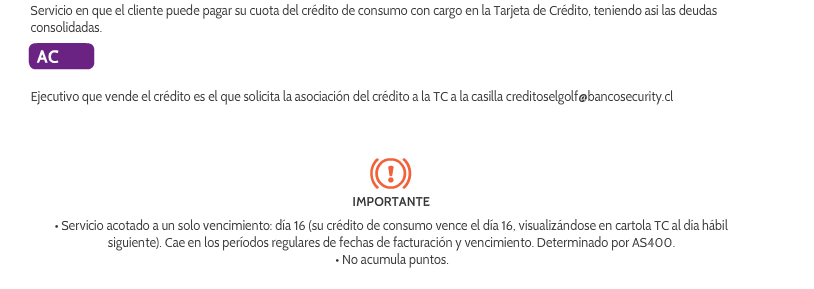 Servicio en que el cliente puede pagar su cuota del crédito de consumo con cargo en la Tarjeta de Crédito, teniendo asi las deudas
consolidadas.
AC
Ejecutivo que vende el crédito es el que solicita la asociación del crédito a la TC a la casilla creditoselgolf@bancosecurity.cl
IMPORTANTE
• Servicio acotado a un solo vencimiento: día 16 (su crédito de consumo vence el día 16, visualizándose en cartola TC al dia hábil
siguiente). Cae en los períodos regulares de fechas de facturación y vencimiento. Determinado por AS400.
• No acumula puntos.